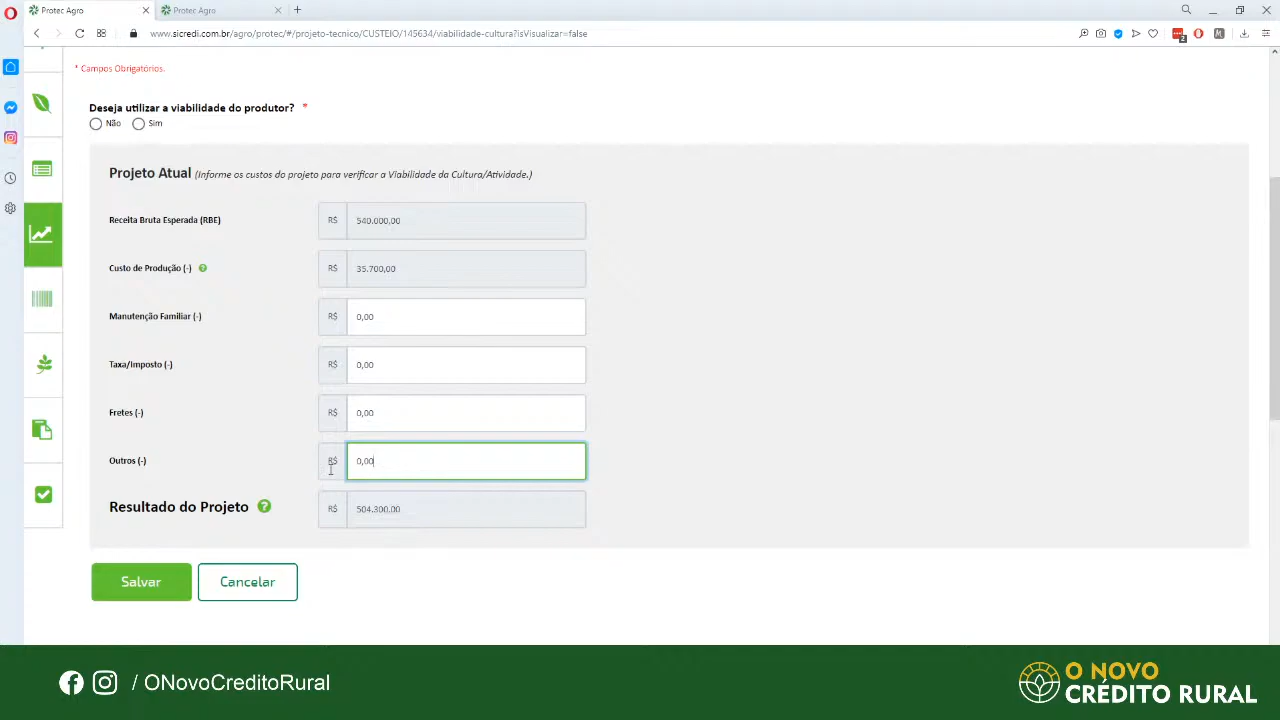 Protec Agro
Protec Agro
www.sicredi.com.br/agro/protec/#/projeto-tecnico/CUSTEIO/145634/viabilidade-cultura?isVisualizar=false
2
* Campos Obrigatórios.
Deseja utilizar a viabilidade do produtor? *
Não Sim
Projeto Atual (Informe os custos do projeto para verificar a Viabilidade da Cultura/Atividade.)
Receita Bruta Esperada (RBE) R$ 540.000,00
Custo de Produção (-) ? R$ 35.700,00
Manutenção Familiar (-) R$ 0,00
Taxa/Imposto (-) R$ 0,00
Fretes (-) R$ 0,00
Outros (-) R$ 0,00
Resultado do Projeto ? R$ 504.300,00
Salvar Cancelar
/ ONovoCreditoRural
O NOVO
CRÉDITO RURAL